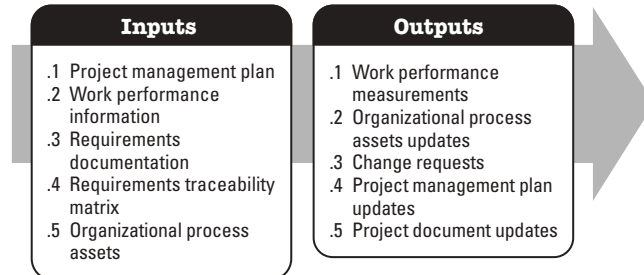 Inputs
.1 Project management plan
.2 Work performance
information
.3 Requirements
documentation
.4 Requirements traceability
matrix
.5 Organizational process
assets
Outputs
.1 Work performance
measurements
.2 Organizational process
assets updates
.3 Change requests
.4 Project management plan
updates
.5 Project document updates